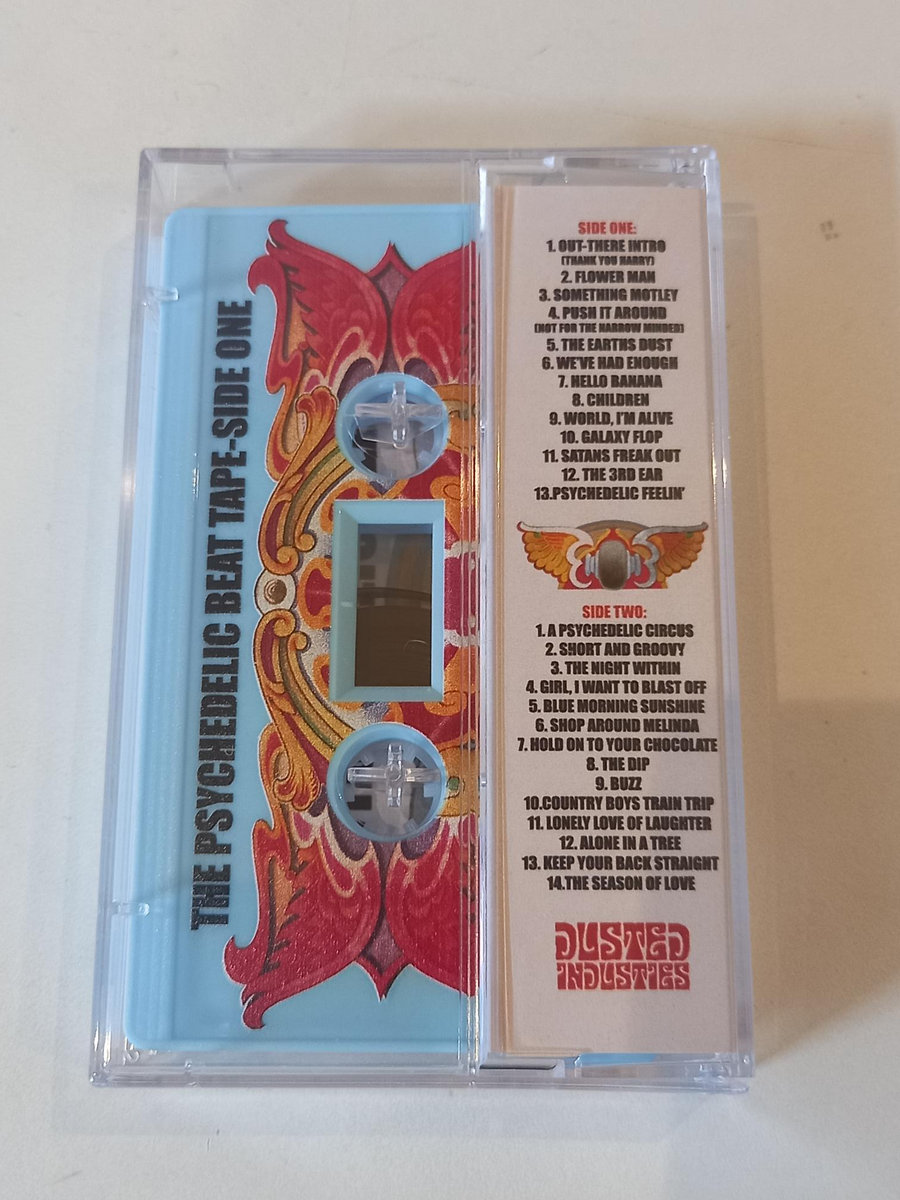 THE PSYCHEDELIC BEAT TAPE-SIDE ONE
SIDE ONE:
1. OUT-THERE INTRO
(THANK YOU HARRY)
2. FLOWER MAN
3. SOMETHING MOTLEY
4. PUSH IT AROUND
(NOT FOR THE NARROW MINDED)
5. THE EARTHS DUST
6. WE'VE HAD ENOUGH
7. HELLO BANANA
8. CHILDREN
9. WORLD, I'M ALIVE
10. GALAXY FLOP
11. SATANS FREAK OUT
12. THE 3RD EAR
13.PSYCHEDELIC FEELIN'
SIDE TWO:
1. A PSYCHEDELIC CIRCUS
2. SHORT AND GROOVY
3. THE NIGHT WITHIN
4. GIRL, I WANT TO BLAST OFF
5. BLUE MORNING SUNSHINE
6. SHOP AROUND MELINDA
7. HOLD ON TO YOUR CHOCOLATE
8. THE DIP
9. BUZZ
10.COUNTRY BOYS TRAIN TRIP
11. LONELY LOVE OF LAUGHTER
12. ALONE IN A TREE
13. KEEP YOUR BACK STRAIGHT
14.THE SEASON OF LOVE
DUSTED
INDUSTIES